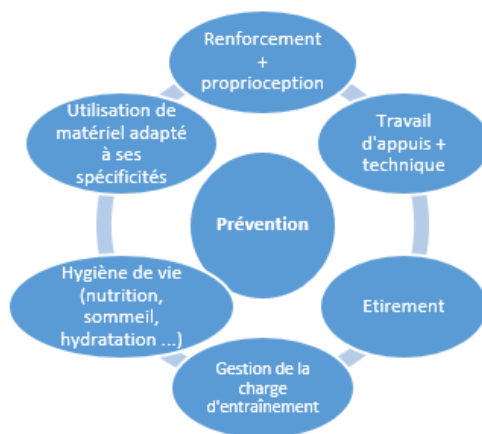 Renforcement
+
proprioception
Travail
d'appuis +
technique
Etirement
Gestion de la
charge
d'entraînement
Hygiène de vie
(nutrition,
sommeil,
hydratation ...)
Utilisation de
matériel adapté
à ses
spécificités
Prévention